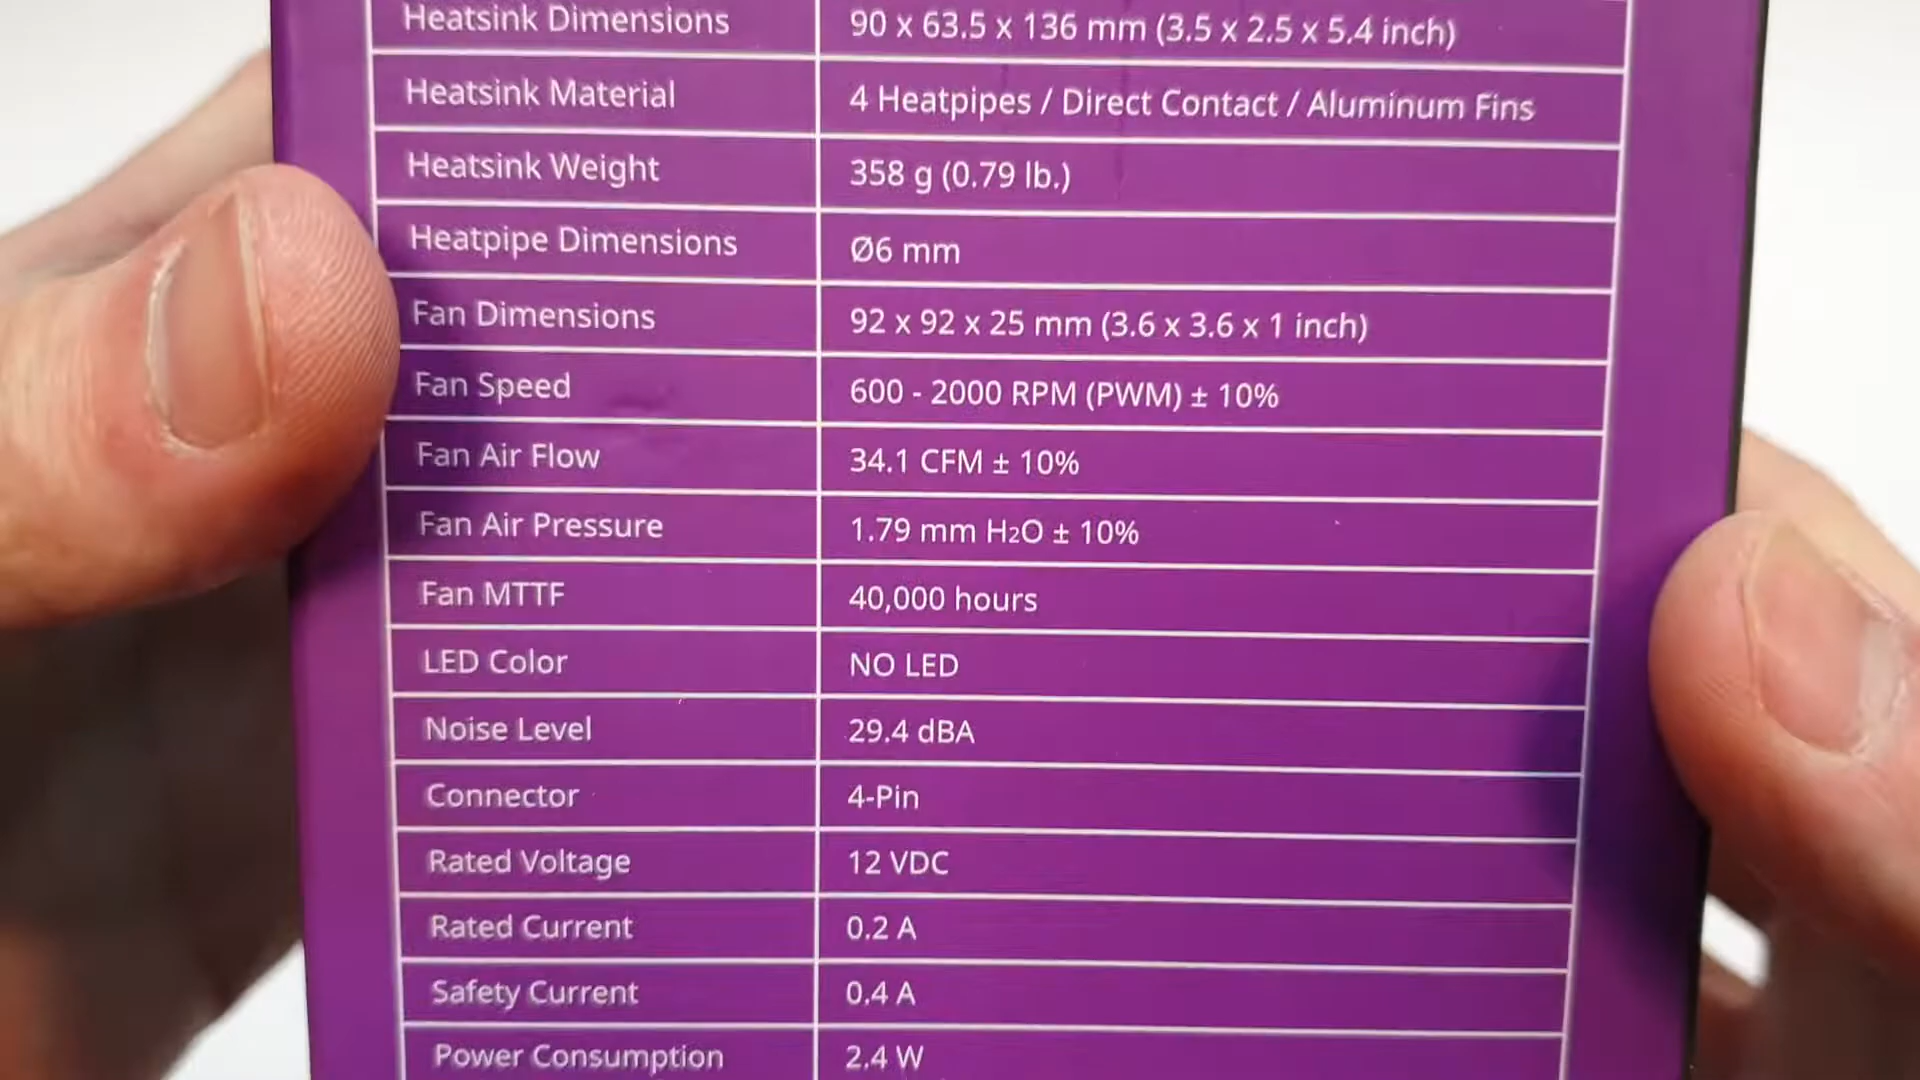 Heatsink Dimensions 90 x 63.5 x 136 mm (3.5 x 2.5 x 5.4 inch)
Heatsink Material 4 Heatpipes / Direct Contact / Aluminum Fins
Heatsink Weight 358 g (0.79 lb.)
Heatpipe Dimensions Ø6 mm
Fan Dimensions 92 x 92 x 25 mm (3.6 x 3.6 x 1 inch)
Fan Speed 600 - 2000 RPM (PWM) ± 10%
Fan Air Flow 34.1 CFM ± 10%
Fan Air Pressure 1.79 mm H₂O ± 10%
Fan MTTF 40,000 hours
LED Color NO LED
Noise Level 29.4 dBA
Connector 4-Pin
Rated Voltage 12 VDC
Rated Current 0.2 A
Safety Current 0.4 A
Power Consumption 2.4 W